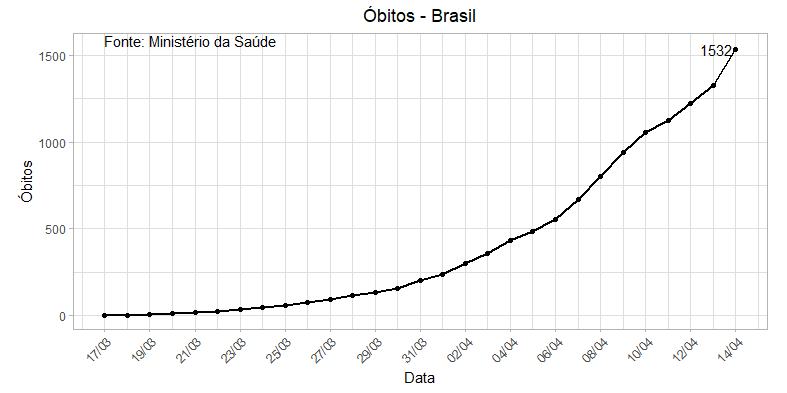 Óbitos - Brasil
Fonte: Ministério da Saúde
1532
Óbitos
1500
1000
500
0
17/03 19/03 21/03 23/03 25/03 27/03 29/03 31/03 02/04 04/04 06/04 08/04 10/04 12/04 14/04
Data